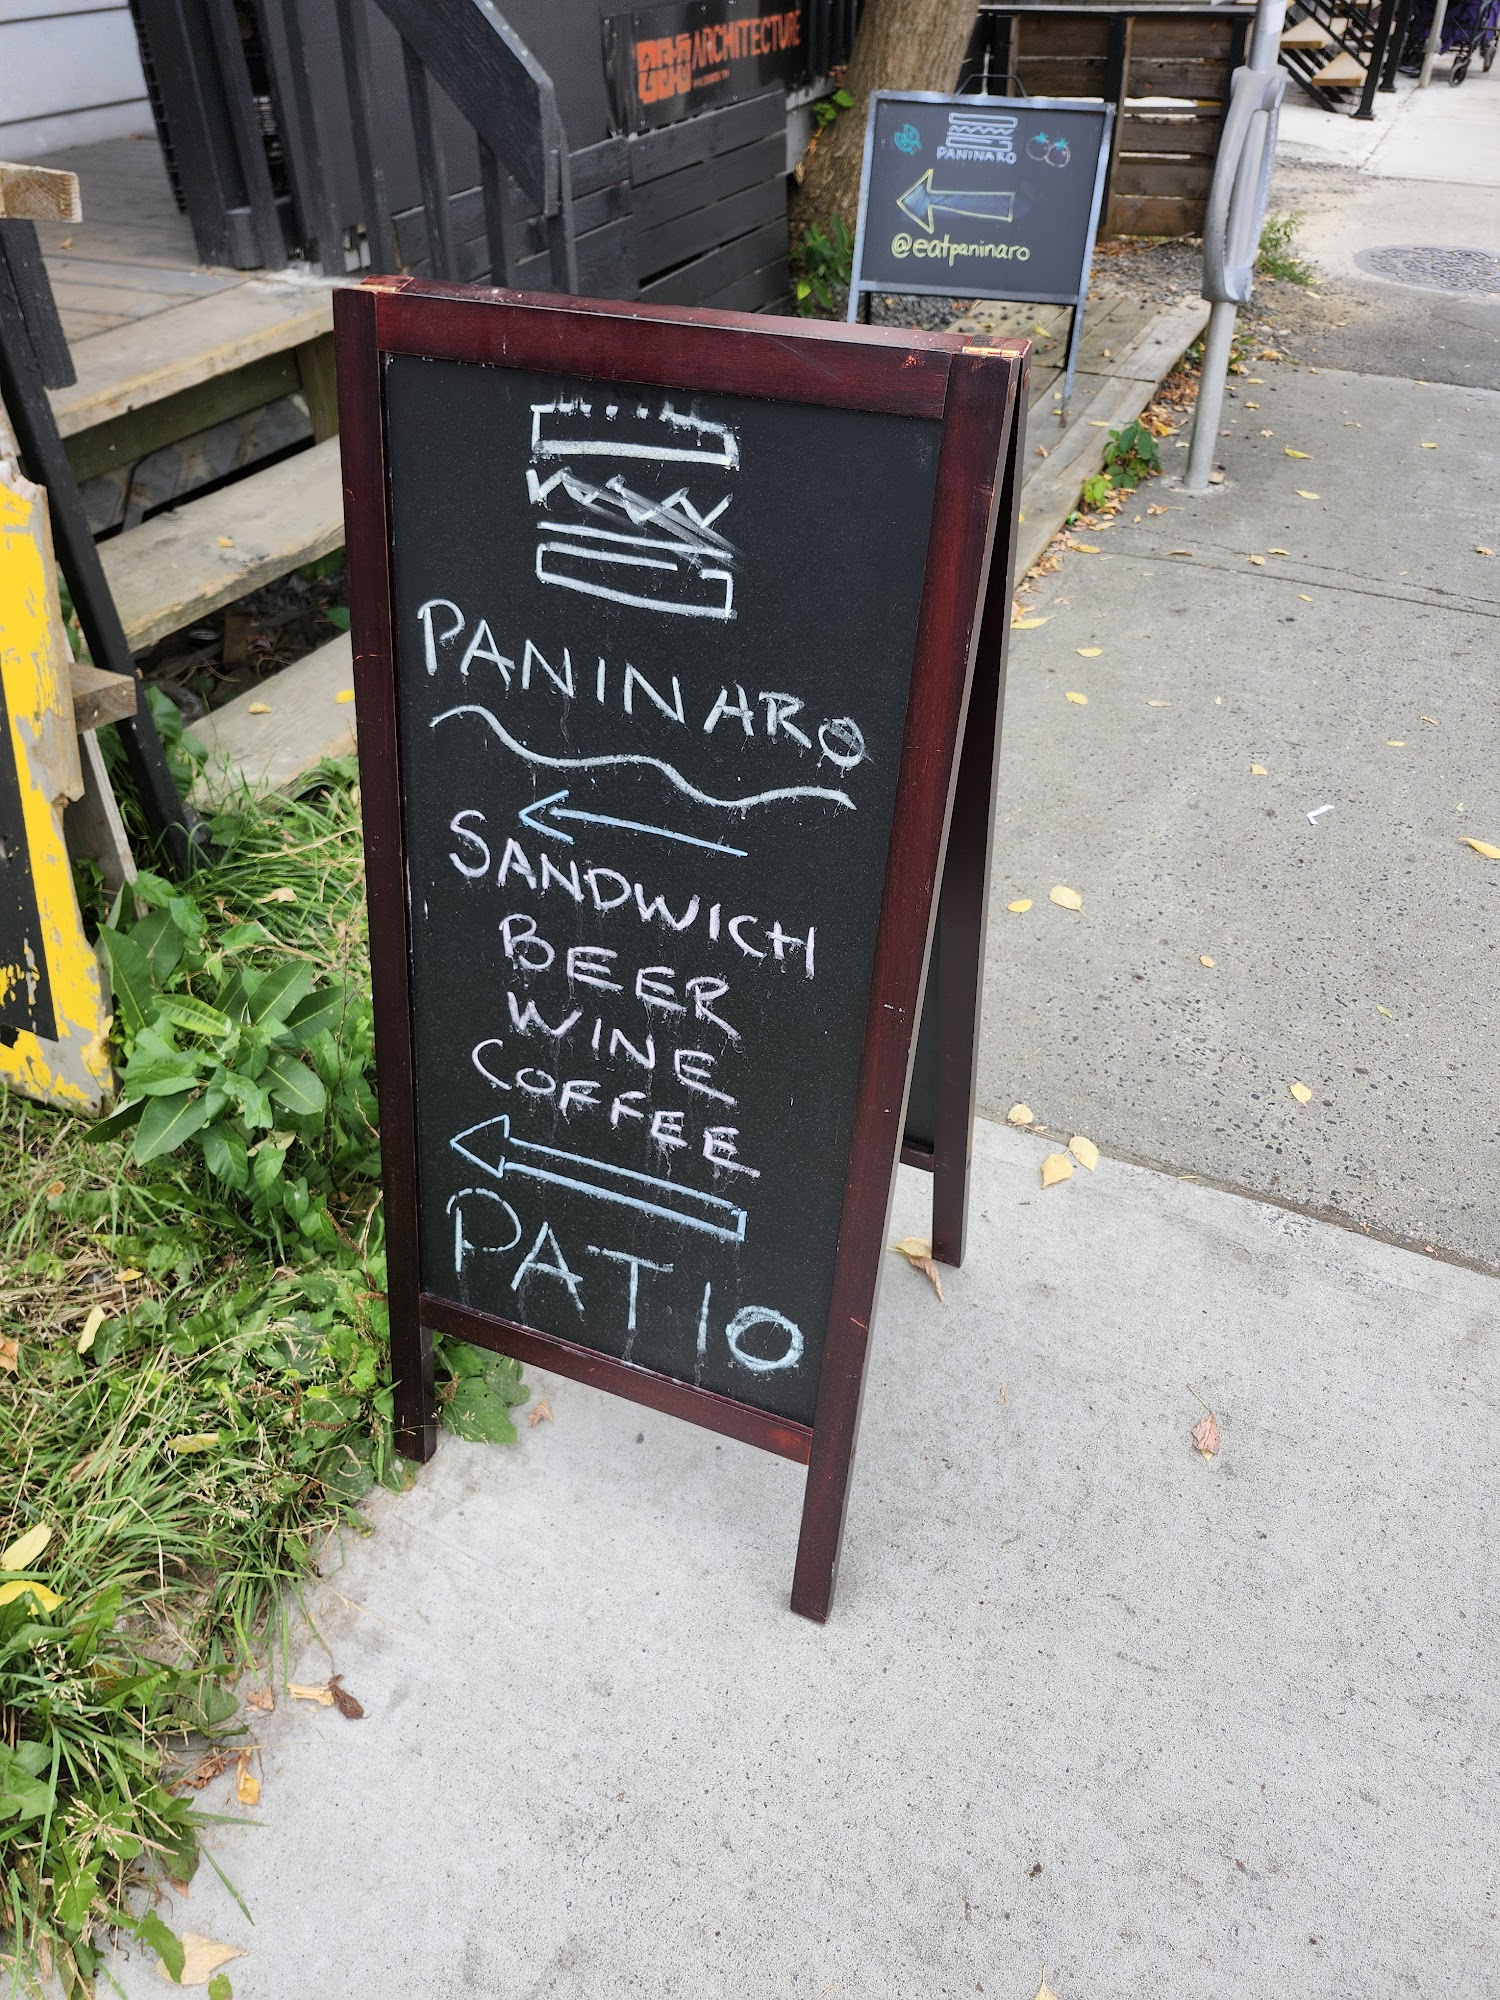 ARCHITECTURE
PANINARO
@eatpaninaro
PANINARO
SANDWICH
BEER
WINE
COFFEE
PATIO